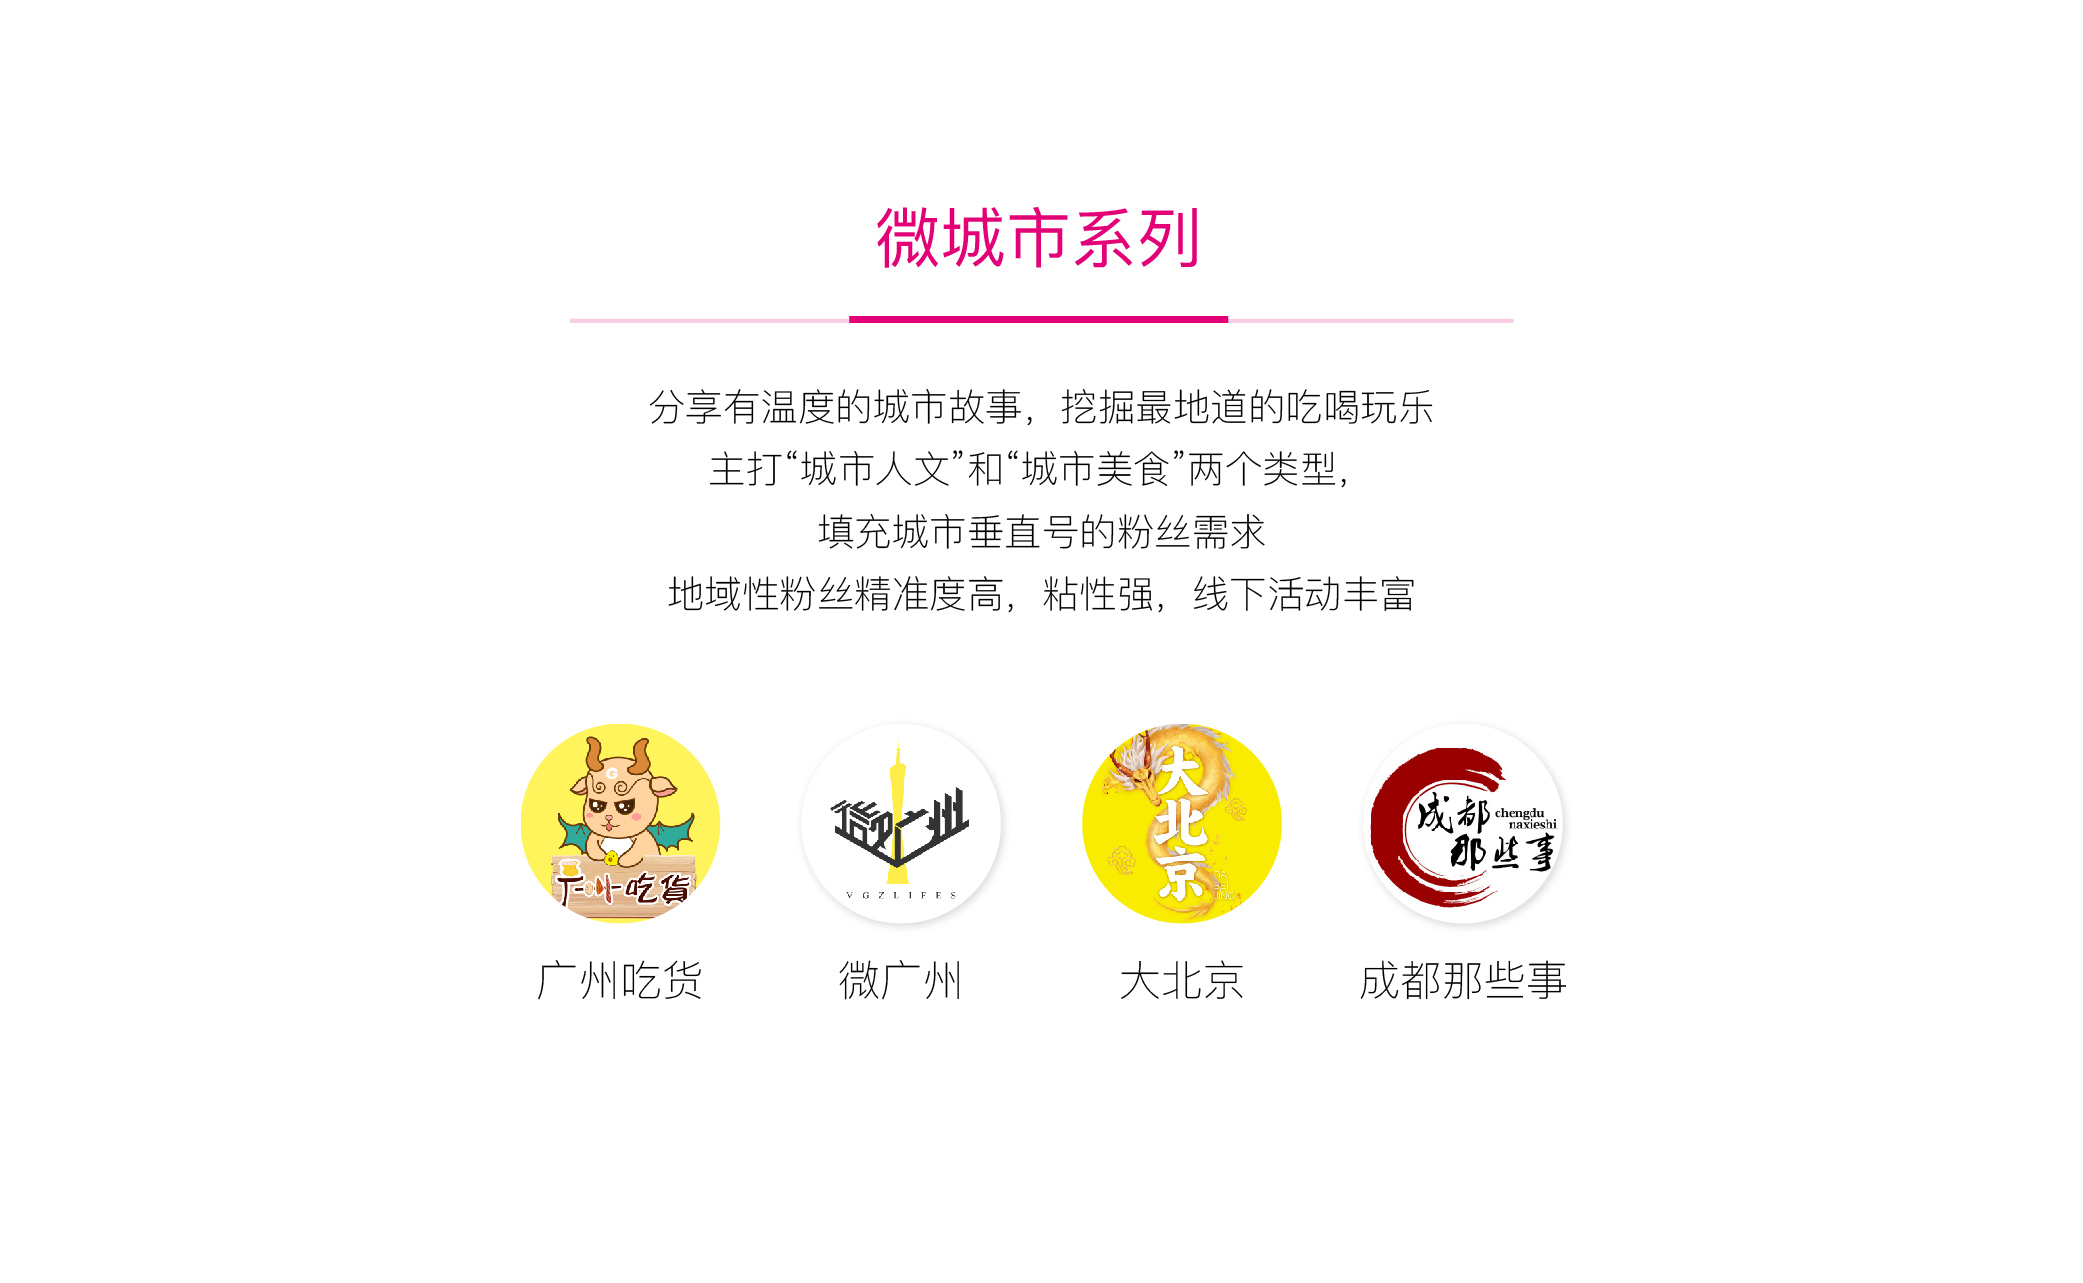 微城市系列
分享有温度的城市故事，挖掘最地道的吃喝玩乐
主打“城市人文”和“城市美食”两个类型，
填充城市垂直号的粉丝需求
地域性粉丝精准度高，粘性强，线下活动丰富
G
广州吃貨
微广州
VGZLIFES
大北京
DA
BEI
JING
成都
chengdu
naxieshi
那些事
广州吃货
微广州
大北京
成都那些事